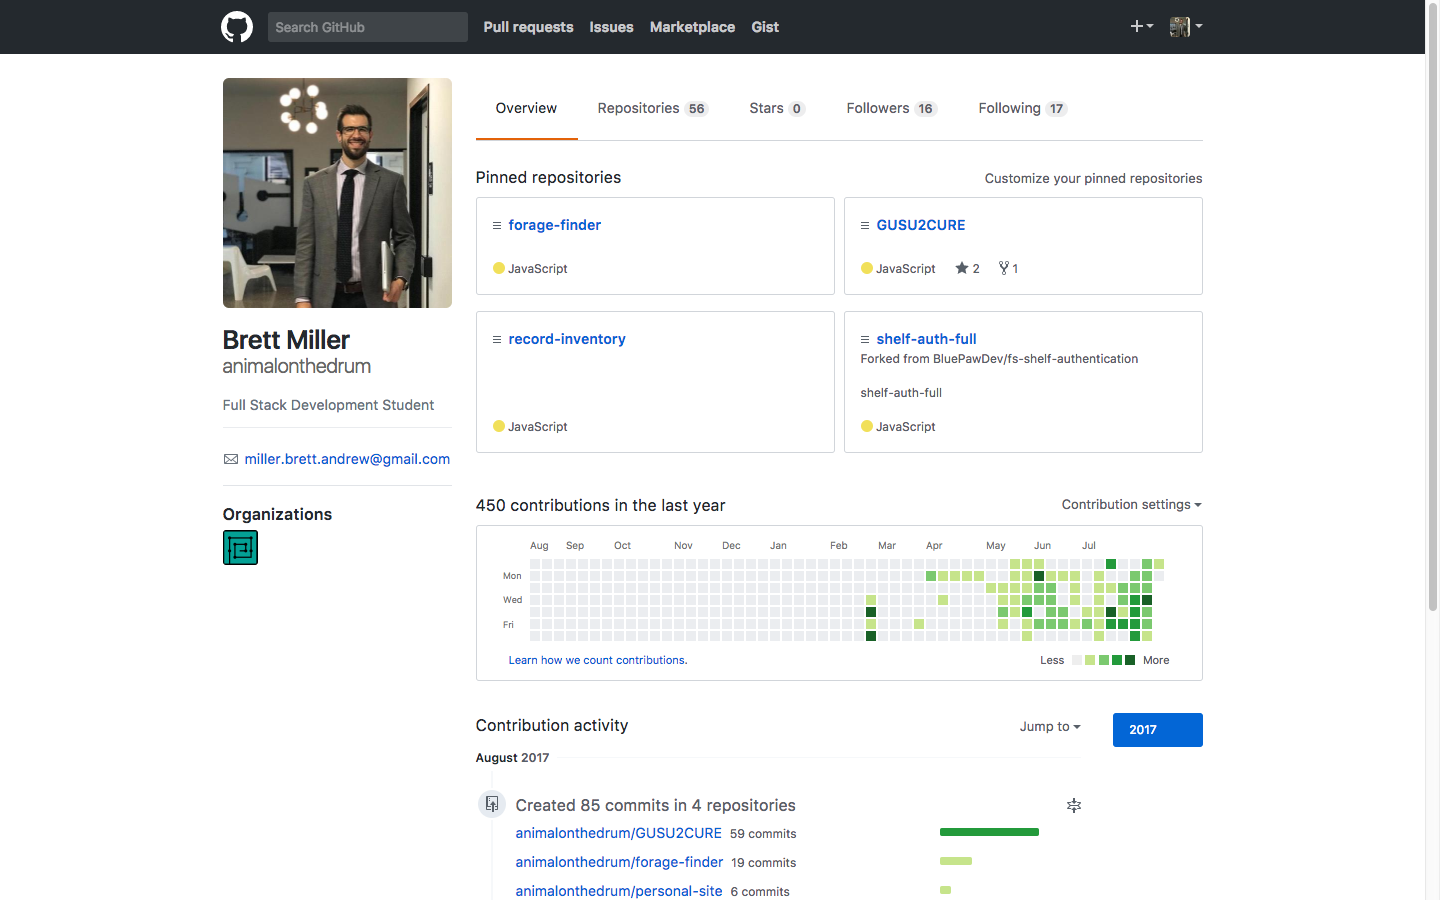 Search GitHub Pull requests Issues Marketplace Gist
Overview Repositories 56 Stars 0 Followers 16 Following 17
Brett Miller
animalonthedrum
Full Stack Development Student
miller.brett.andrew@gmail.com
Organizations
Pinned repositories Customize your pinned repositories
forage-finder
JavaScript
GUSU2CURE
JavaScript 2 1
record-inventory
JavaScript
shelf-auth-full
Forked from BluePawDev/fs-shelf-authentication
shelf-auth-full
JavaScript
450 contributions in the last year Contribution settings
Aug Sep Oct Nov Dec Jan Feb Mar Apr May Jun Jul
Mon
Wed
Fri
Learn how we count contributions. Less More
Contribution activity Jump to 2017
August 2017
Created 85 commits in 4 repositories
animalonthedrum/GUSU2CURE 59 commits
animalonthedrum/forage-finder 19 commits
animalonthedrum/personal-site 6 commits